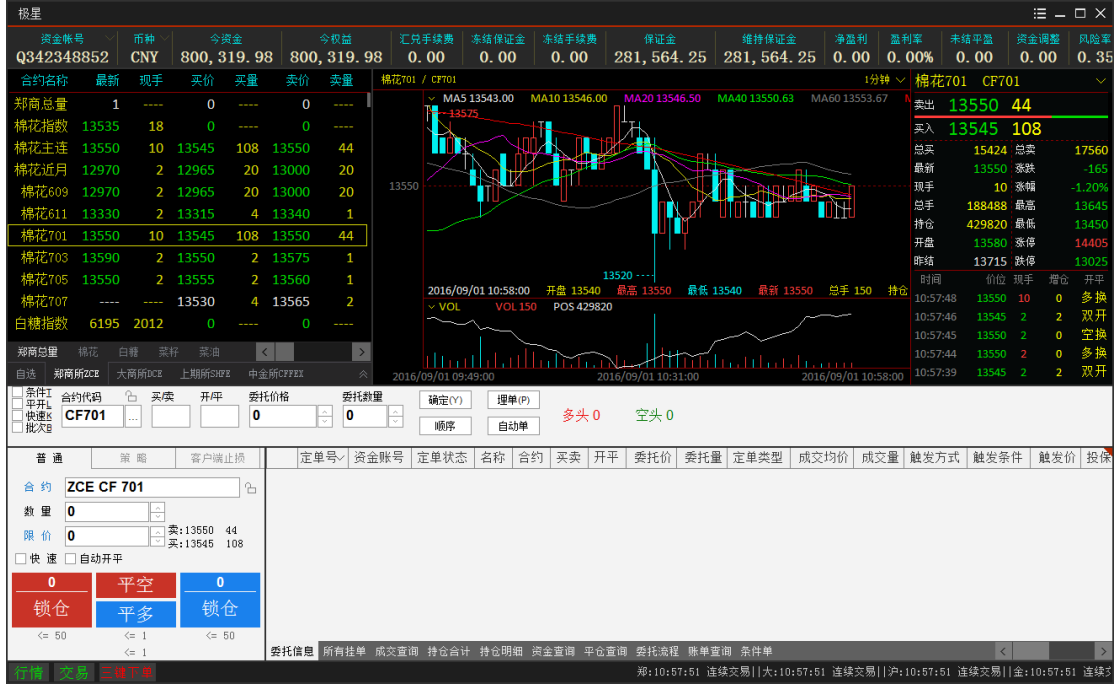 极星
资金帐号 币种 今资金 今权益 汇兑手续费 冻结保证金 冻结手续费 保证金 维持保证金 净盈利 盈利率 未结平盈 资金调整 风险率
Q342348852 CNY 800,319.98 800,319.98 0.00 0.00 0.00 281,564.25 281,564.25 0.00 0.00% 0.00 0.00 0.35
合约名称 最新 现手 买价 买量 卖价 卖量
郑商总量 1 ---- 0 ---- 0 ----
棉花指数 13535 18 0 ---- 0 ----
棉花主连 13550 10 13545 108 13550 44
棉花近月 12970 2 12965 20 13000 20
棉花609 12970 2 12965 20 13000 20
棉花611 13330 2 13315 4 13340 1
棉花701 13550 10 13545 108 13550 44
棉花703 13590 2 13550 2 13575 1
棉花705 13550 2 13555 2 13560 1
棉花707 ---- ---- 13530 4 13565 2
白糖指数 6195 2012 0 ---- 0 ----
郑商总量 棉花 白糖 菜籽 菜油
自选 郑商所ZCE 大商所DCE 上期所SHFE 中金所CFFEX
棉花701 / CF701 1分钟
MA5 13543.00 MA10 13546.00 MA20 13546.50 MA40 13550.63 MA60 13553.67 M
13575
13550
13520
2016/09/01 10:58:00 开盘 13540 最高 13550 最低 13540 最新 13550 总手 150 持仓
VOL VOL 150 POS 429820
2016/09/01 09:49:00 2016/09/01 10:31:00 2016/09/01 10:58:00
棉花701 CF701
卖出 13550 44
买入 13545 108
总买 15424 总卖 17560
最新 13550 涨跌 -165
现手 10 涨幅 -1.20%
总手 188488 最高 13645
持仓 429820 最低 13450
开盘 13580 涨停 14405
昨结 13715 跌停 13025
时间 价位 现手 增仓 开平
10:57:48 13550 10 0 多换
10:57:46 13545 2 2 双开
10:57:45 13550 2 0 空换
10:57:44 13550 2 0 多换
10:57:39 13545 2 2 双开
条件I
平开L
快速K
批次B
合约代码 买/卖 开/平 委托价格 委托数量
CF701 ... 0 0
确定(Y) 埋单(P)
顺序 自动单
多头 0 空头 0
普 通 策 略 客户端止损
合 约 ZCE CF 701
数 量 0
限 价 0
卖:13550 44
买:13545 108
快 速 自动开平
0 平空 0
锁仓 平多 锁仓
<= 50 <= 1 <= 50
<= 1
定单号 资金账号 定单状态 名称 合约 买卖 开平 委托价 委托量 定单类型 成交均价 成交量 触发方式 触发条件 触发价 投保
委托信息 所有挂单 成交查询 持仓合计 持仓明细 资金查询 平仓查询 委托流程 账单查询 条件单
行情 交易 一键下单
郑:10:57:51 连续交易||大:10:57:51 连续交易||沪:10:57:51 连续交易||金:10:57:51 连续交